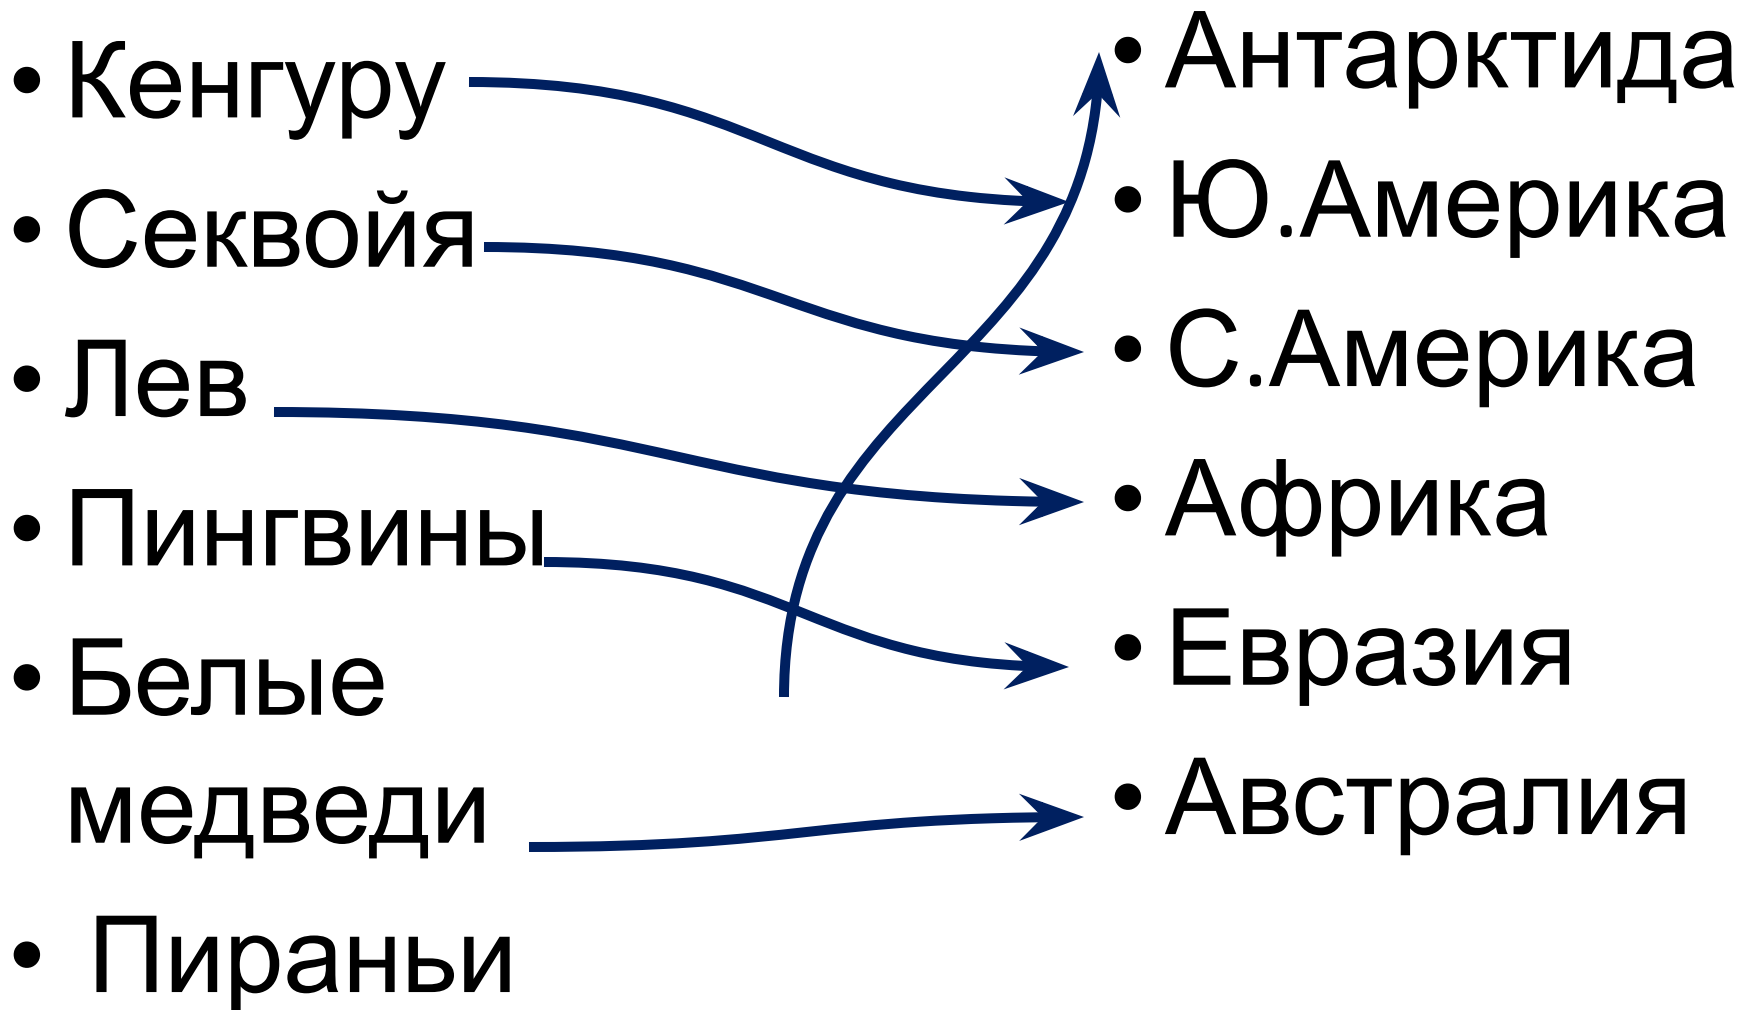 • Кенгуру
• Секвойя
• Лев
• Пингвины
• Белые
медведи
• Пираньи
• Антарктида
• Ю.Америка
• С.Америка
• Африка
• Евразия
• Австралия